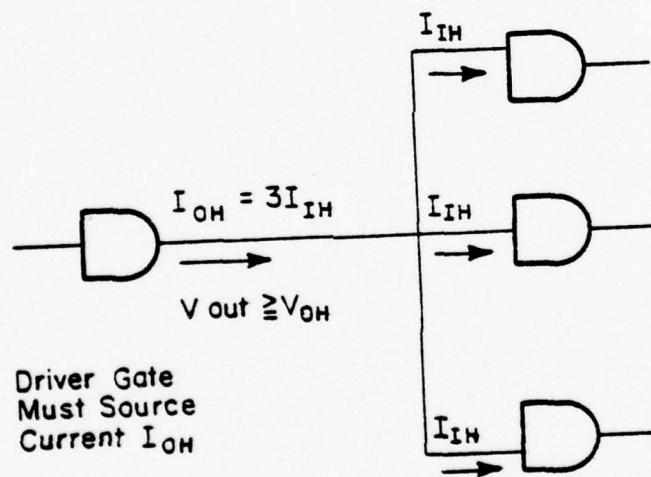 I_IH
I_OH = 3I_IH
I_IH
V out ≧ V_OH
Driver Gate
Must Source
Current I_OH
I_IH